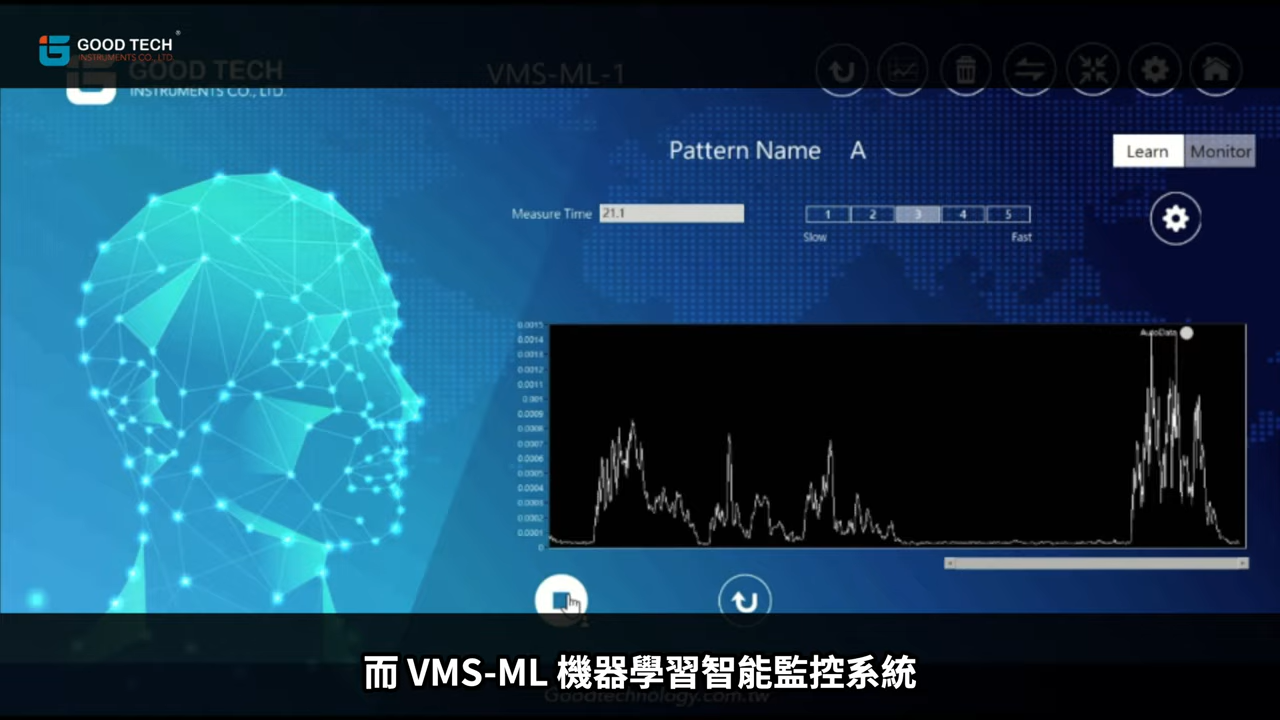 GOOD TECH®
INSTRUMENTS CO., LTD.
GOOD TECH
INSTRUMENTS CO., LTD.
VMS-ML-1
Pattern Name A
Learn Monitor
Measure Time 21.1
1 2 3 4 5
Slow Fast
AutoData
0.0015
0.0014
0.0013
0.0012
0.0011
0.001
0.0009
0.0008
0.0007
0.0006
0.0005
0.0004
0.0003
0.0002
0.0001
0
而 VMS-ML 機器學習智能監控系統
Goodtechnology.com.tw